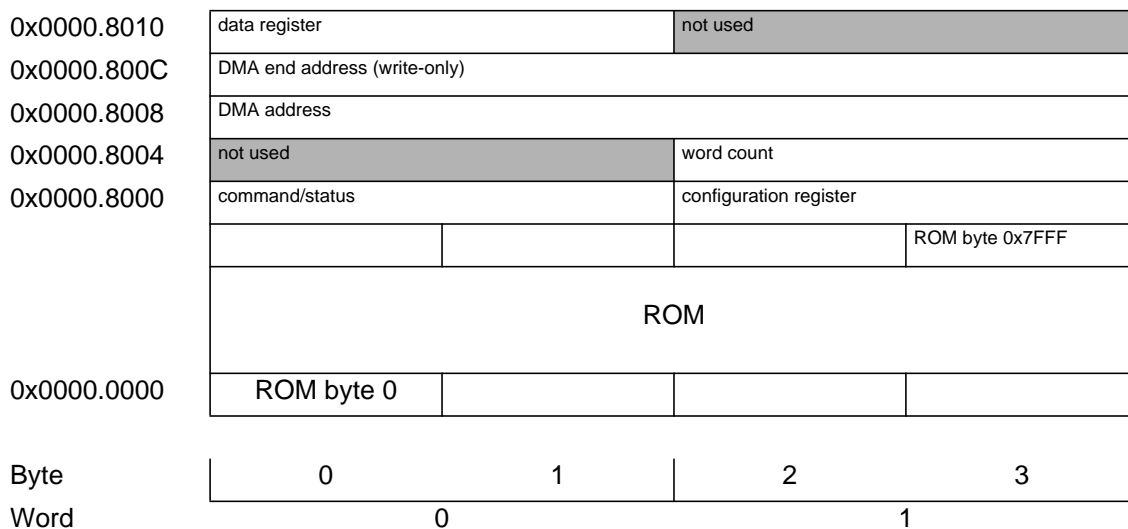 0x0000.8010 data register not used
0x0000.800C DMA end address (write-only)
0x0000.8008 DMA address
0x0000.8004 not used word count
0x0000.8000 command/status configuration register
ROM byte 0x7FFF
ROM
0x0000.0000 ROM byte 0
Byte 0 1 2 3
Word 0 1